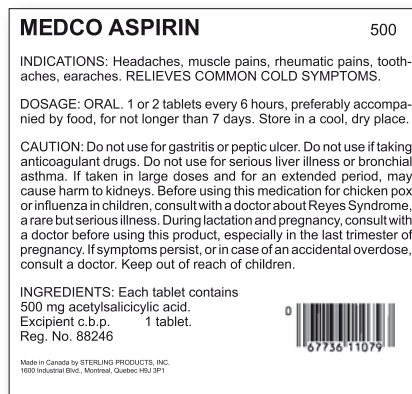 MEDCO ASPIRIN 500
INDICATIONS: Headaches, muscle pains, rheumatic pains, tooth-
aches, earaches. RELIEVES COMMON COLD SYMPTOMS.
DOSAGE: ORAL. 1 or 2 tablets every 6 hours, preferably accompa-
nied by food, for not longer than 7 days. Store in a cool, dry place.
CAUTION: Do not use for gastritis or peptic ulcer. Do not use if taking
anticoagulant drugs. Do not use for serious liver illness or bronchial
asthma. If taken in large doses and for an extended period, may
cause harm to kidneys. Before using this medication for chicken pox
or influenza in children, consult with a doctor about Reyes Syndrome,
a rare but serious illness. During lactation and pregnancy, consult with
a doctor before using this product, especially in the last trimester of
pregnancy. If symptoms persist, or in case of an accidental overdose,
consult a doctor. Keep out of reach of children.
INGREDIENTS: Each tablet contains
500 mg acetylsalicicylic acid.
Excipient c.b.p. 1 tablet.
Reg. No. 88246
0 67736 11079
Made in Canada by STERLING PRODUCTS, INC.
1600 Industrial Blvd., Montreal, Quebec H9J 3P1